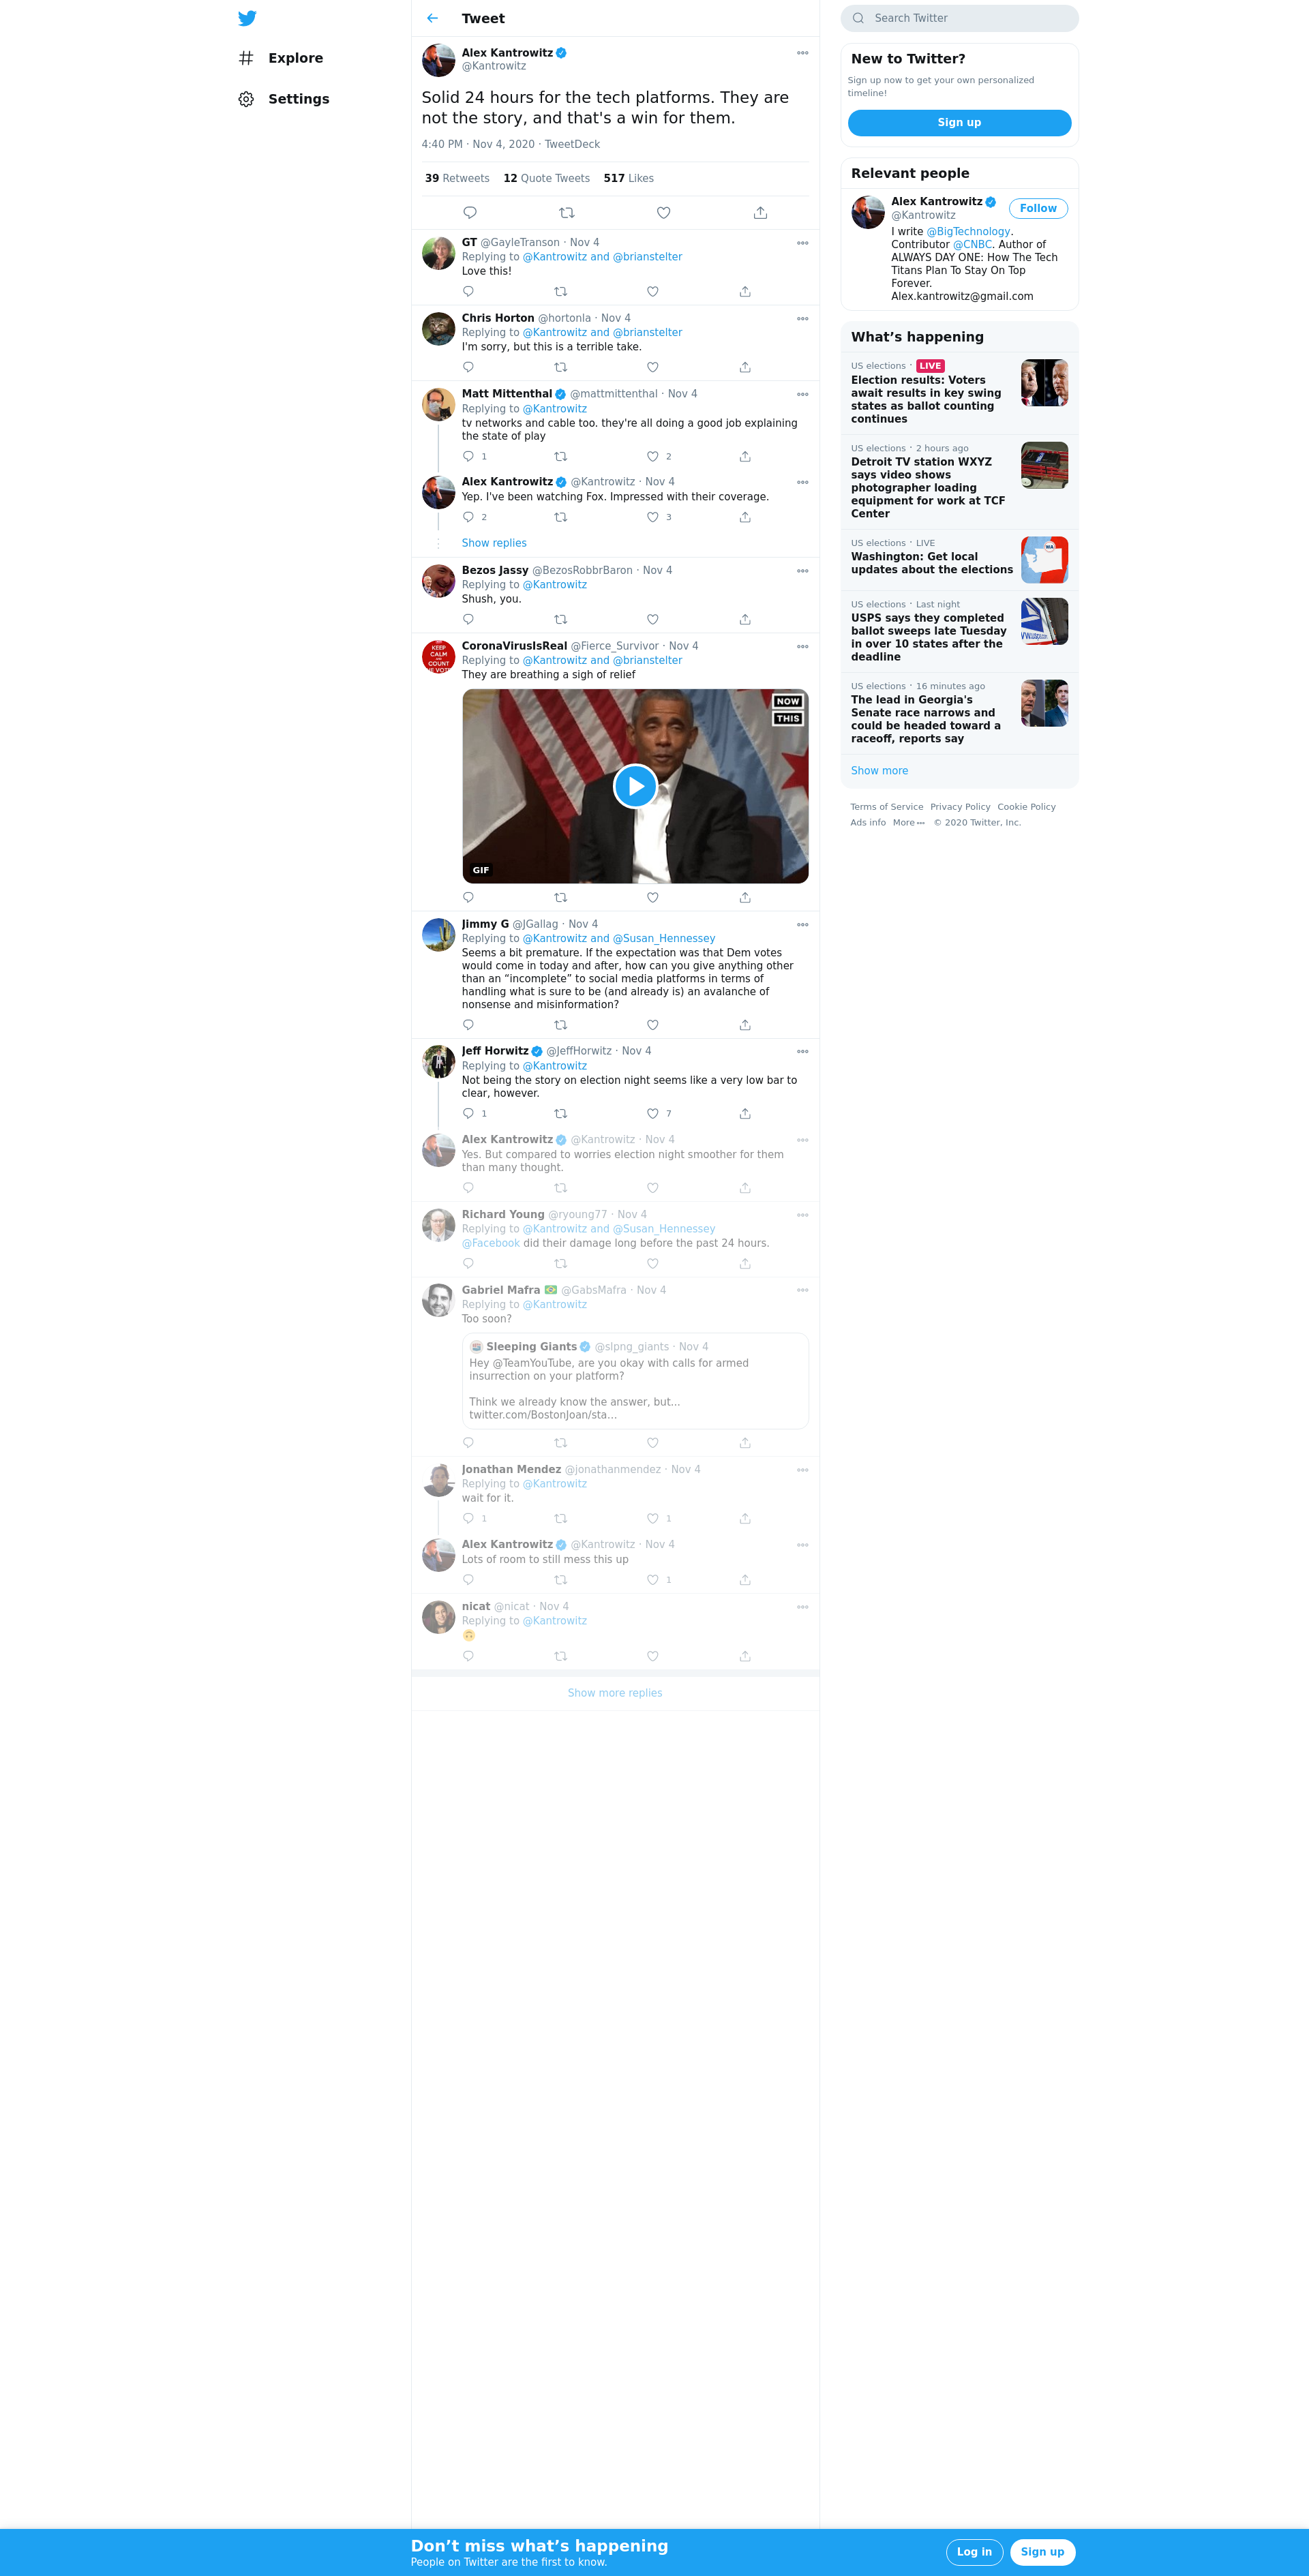 Explore
Settings
Tweet
Alex Kantrowitz
@Kantrowitz
Solid 24 hours for the tech platforms. They are
not the story, and that's a win for them.
4:40 PM · Nov 4, 2020 · TweetDeck
39 Retweets 12 Quote Tweets 517 Likes
GT @GayleTranson · Nov 4
Replying to @Kantrowitz and @brianstelter
Love this!
Chris Horton @hortonla · Nov 4
Replying to @Kantrowitz and @brianstelter
I'm sorry, but this is a terrible take.
Matt Mittenthal @mattmittenthal · Nov 4
Replying to @Kantrowitz
tv networks and cable too. they're all doing a good job explaining
the state of play
1 2
Alex Kantrowitz @Kantrowitz · Nov 4
Yep. I've been watching Fox. Impressed with their coverage.
2 3
Show replies
Bezos Jassy @BezosRobbrBaron · Nov 4
Replying to @Kantrowitz
Shush, you.
KEEP
CALM
AND
COUNT
CoronaVirusIsReal @Fierce_Survivor · Nov 4
Replying to @Kantrowitz and @brianstelter
They are breathing a sigh of relief
NOW
THIS
GIF
Jimmy G @JGallag · Nov 4
Replying to @Kantrowitz and @Susan_Hennessey
Seems a bit premature. If the expectation was that Dem votes
would come in today and after, how can you give anything other
than an “incomplete” to social media platforms in terms of
handling what is sure to be (and already is) an avalanche of
nonsense and misinformation?
Jeff Horwitz @JeffHorwitz · Nov 4
Replying to @Kantrowitz
Not being the story on election night seems like a very low bar to
clear, however.
1 7
Alex Kantrowitz @Kantrowitz · Nov 4
Yes. But compared to worries election night smoother for them
than many thought.
Richard Young @ryoung77 · Nov 4
Replying to @Kantrowitz and @Susan_Hennessey
@Facebook did their damage long before the past 24 hours.
Gabriel Mafra 🇧🇷 @GabsMafra · Nov 4
Replying to @Kantrowitz
Too soon?
Sleeping Giants @slpng_giants · Nov 4
Hey @TeamYouTube, are you okay with calls for armed
insurrection on your platform?
Think we already know the answer, but…
twitter.com/BostonJoan/sta…
Jonathan Mendez @jonathanmendez · Nov 4
Replying to @Kantrowitz
wait for it.
1 1
Alex Kantrowitz @Kantrowitz · Nov 4
Lots of room to still mess this up
1
nicat @nicat · Nov 4
Replying to @Kantrowitz
🙃
Show more replies
Search Twitter
New to Twitter?
Sign up now to get your own personalized
timeline!
Sign up
Relevant people
Alex Kantrowitz
@Kantrowitz
Follow
I write @BigTechnology.
Contributor @CNBC. Author of
ALWAYS DAY ONE: How The Tech
Titans Plan To Stay On Top
Forever.
Alex.kantrowitz@gmail.com
What’s happening
US elections · LIVE
Election results: Voters
await results in key swing
states as ballot counting
continues
US elections · 2 hours ago
Detroit TV station WXYZ
says video shows
photographer loading
equipment for work at TCF
Center
US elections · LIVE
Washington: Get local
updates about the elections
WA
US elections · Last night
USPS says they completed
ballot sweeps late Tuesday
in over 10 states after the
deadline
US elections · 16 minutes ago
The lead in Georgia's
Senate race narrows and
could be headed toward a
raceoff, reports say
Show more
Terms of Service Privacy Policy Cookie Policy
Ads info More © 2020 Twitter, Inc.
Don’t miss what’s happening
People on Twitter are the first to know.
Log in
Sign up